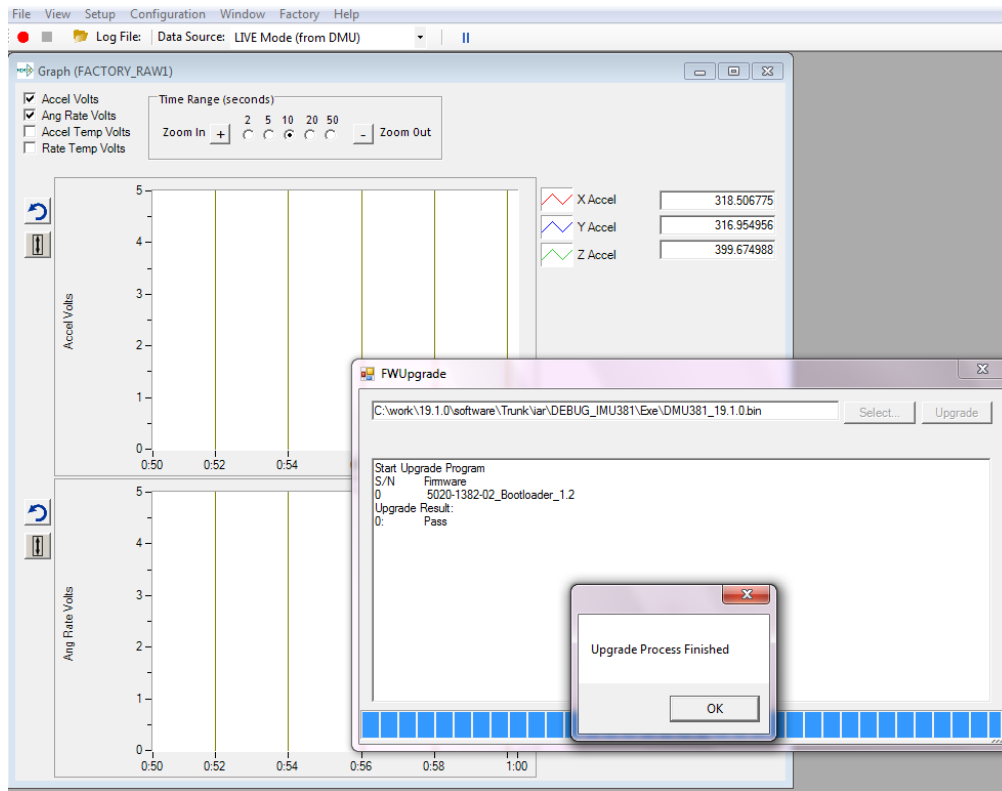 File View Setup Configuration Window Factory Help
Log File: Data Source: LIVE Mode (from DMU)
Graph (FACTORY_RAW1)
Accel Volts
Ang Rate Volts
Accel Temp Volts
Rate Temp Volts
Time Range (seconds)
2 5 10 20 50
Zoom In + - Zoom Out
5
4
3
2
1
0
Accel Volts
0:50 0:52 0:54
X Accel 318.506775
Y Accel 316.954956
Z Accel 399.674988
5
4
3
2
1
0
Ang Rate Volts
0:50 0:52 0:54 0:56 0:58 1:00
FWUpgrade
C:\work\19.1.0\software\Trunk\iar\DEBUG_IMU381\Exe\DMU381_19.1.0.bin Select... Upgrade
Start Upgrade Program
S/N Firmware
0 5020-1382-02_Bootloader_1.2
Upgrade Result:
0: Pass
Upgrade Process Finished
OK